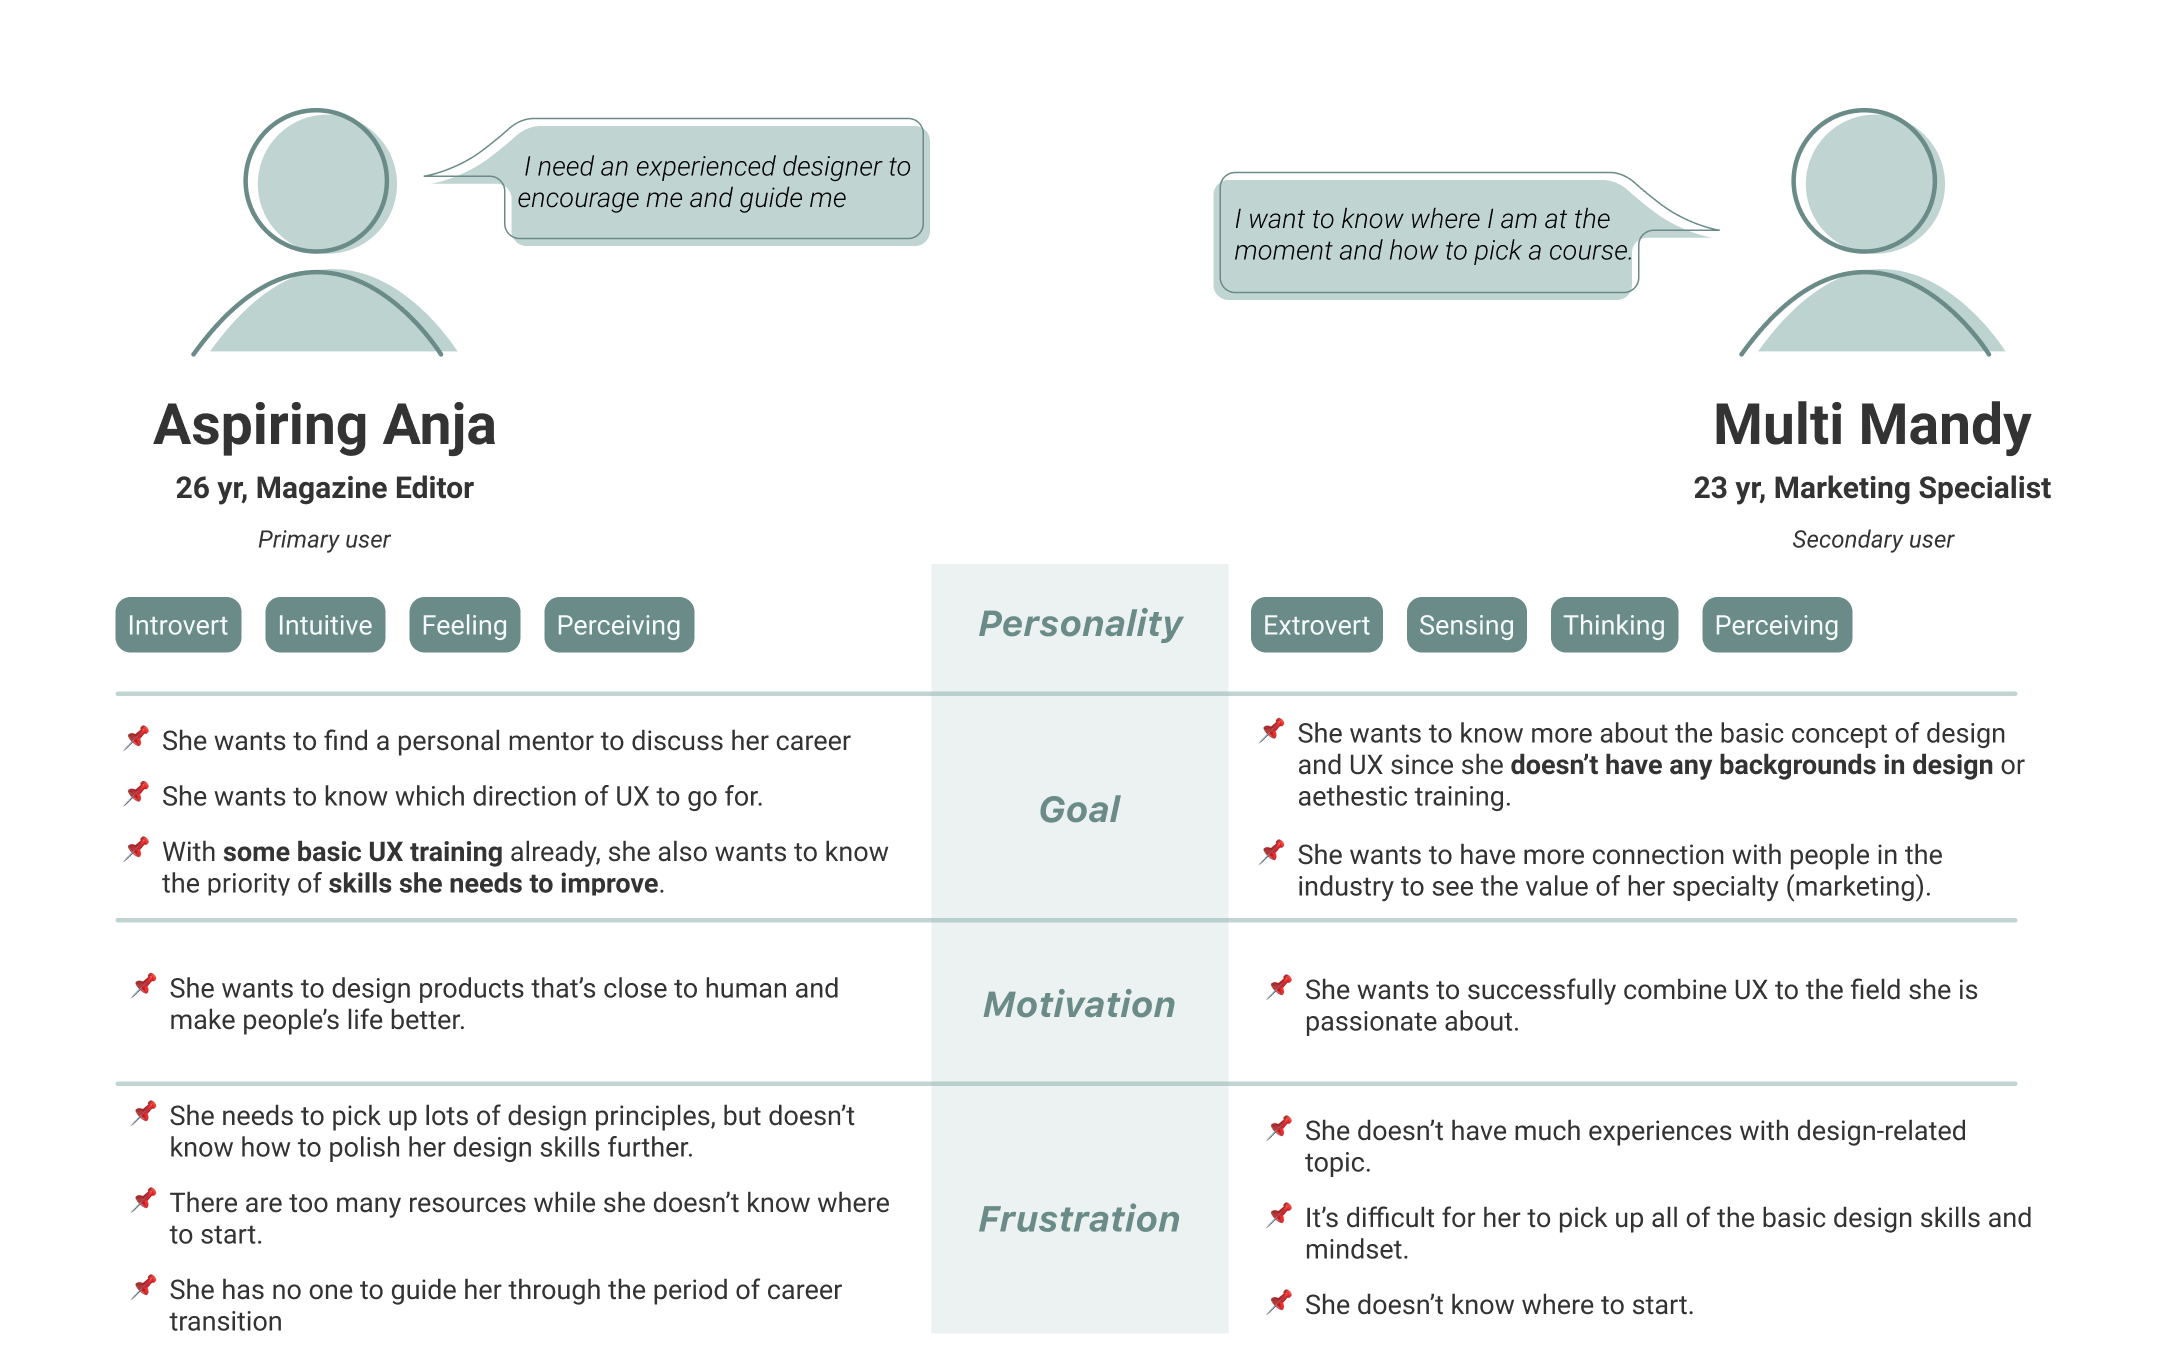 I need an experienced designer to
encourage me and guide me
I want to know where I am at the
moment and how to pick a course.
Aspiring Anja
26 yr, Magazine Editor
Primary user
Multi Mandy
23 yr, Marketing Specialist
Secondary user
Introvert Intuitive Feeling Perceiving
Personality
Extrovert Sensing Thinking Perceiving
She wants to find a personal mentor to discuss her career
She wants to know which direction of UX to go for.
With some basic UX training already, she also wants to know
the priority of skills she needs to improve.
Goal
She wants to know more about the basic concept of design
and UX since she doesn’t have any backgrounds in design or
aethestic training.
She wants to have more connection with people in the
industry to see the value of her specialty (marketing).
She wants to design products that’s close to human and
make people’s life better.
Motivation
She wants to successfully combine UX to the field she is
passionate about.
She needs to pick up lots of design principles, but doesn’t
know how to polish her design skills further.
There are too many resources while she doesn’t know where
to start.
She has no one to guide her through the period of career
transition
Frustration
She doesn’t have much experiences with design-related
topic.
It’s difficult for her to pick up all of the basic design skills and
mindset.
She doesn’t know where to start.